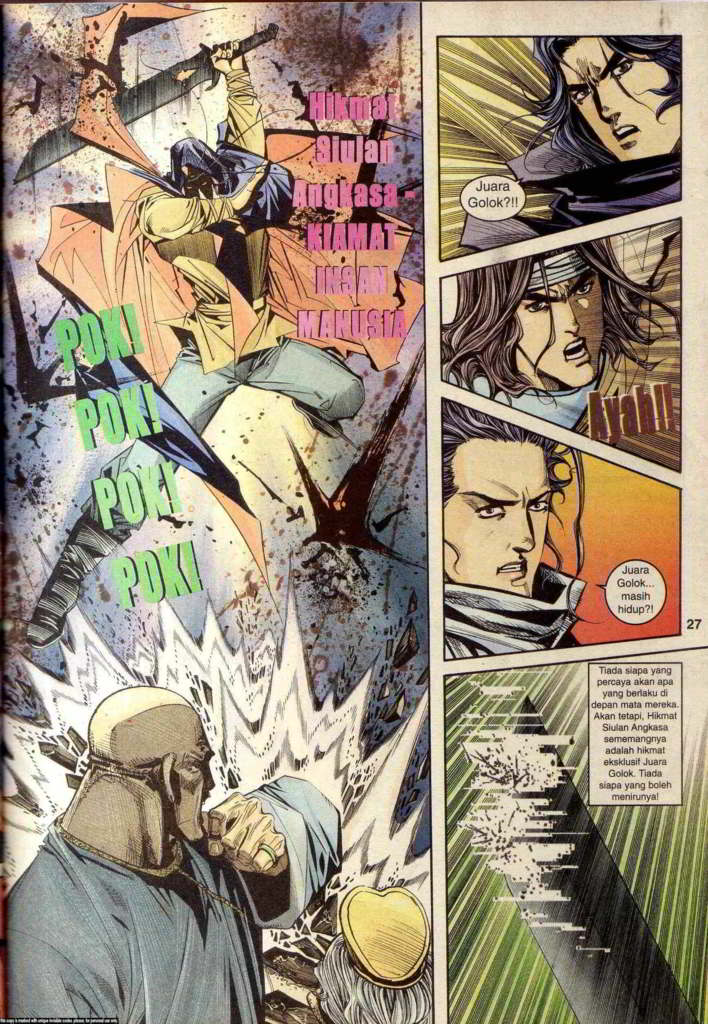 Hikmat
Siulan
Angkasa -
KIAMAT
INSAN
MANUSIA
POK!
POK!
POK!
POK!
Juara
Golok?!!
Ayah!!
Juara
Golok...
masih
hidup?!
27
Tiada siapa yang
percaya akan apa
yang berlaku di
depan mata mereka.
Akan tetapi, Hikmat
Siulan Angkasa
sememangnya
adalah hikmat
eksklusif Juara
Golok. Tiada
siapa yang boleh
menirunya!